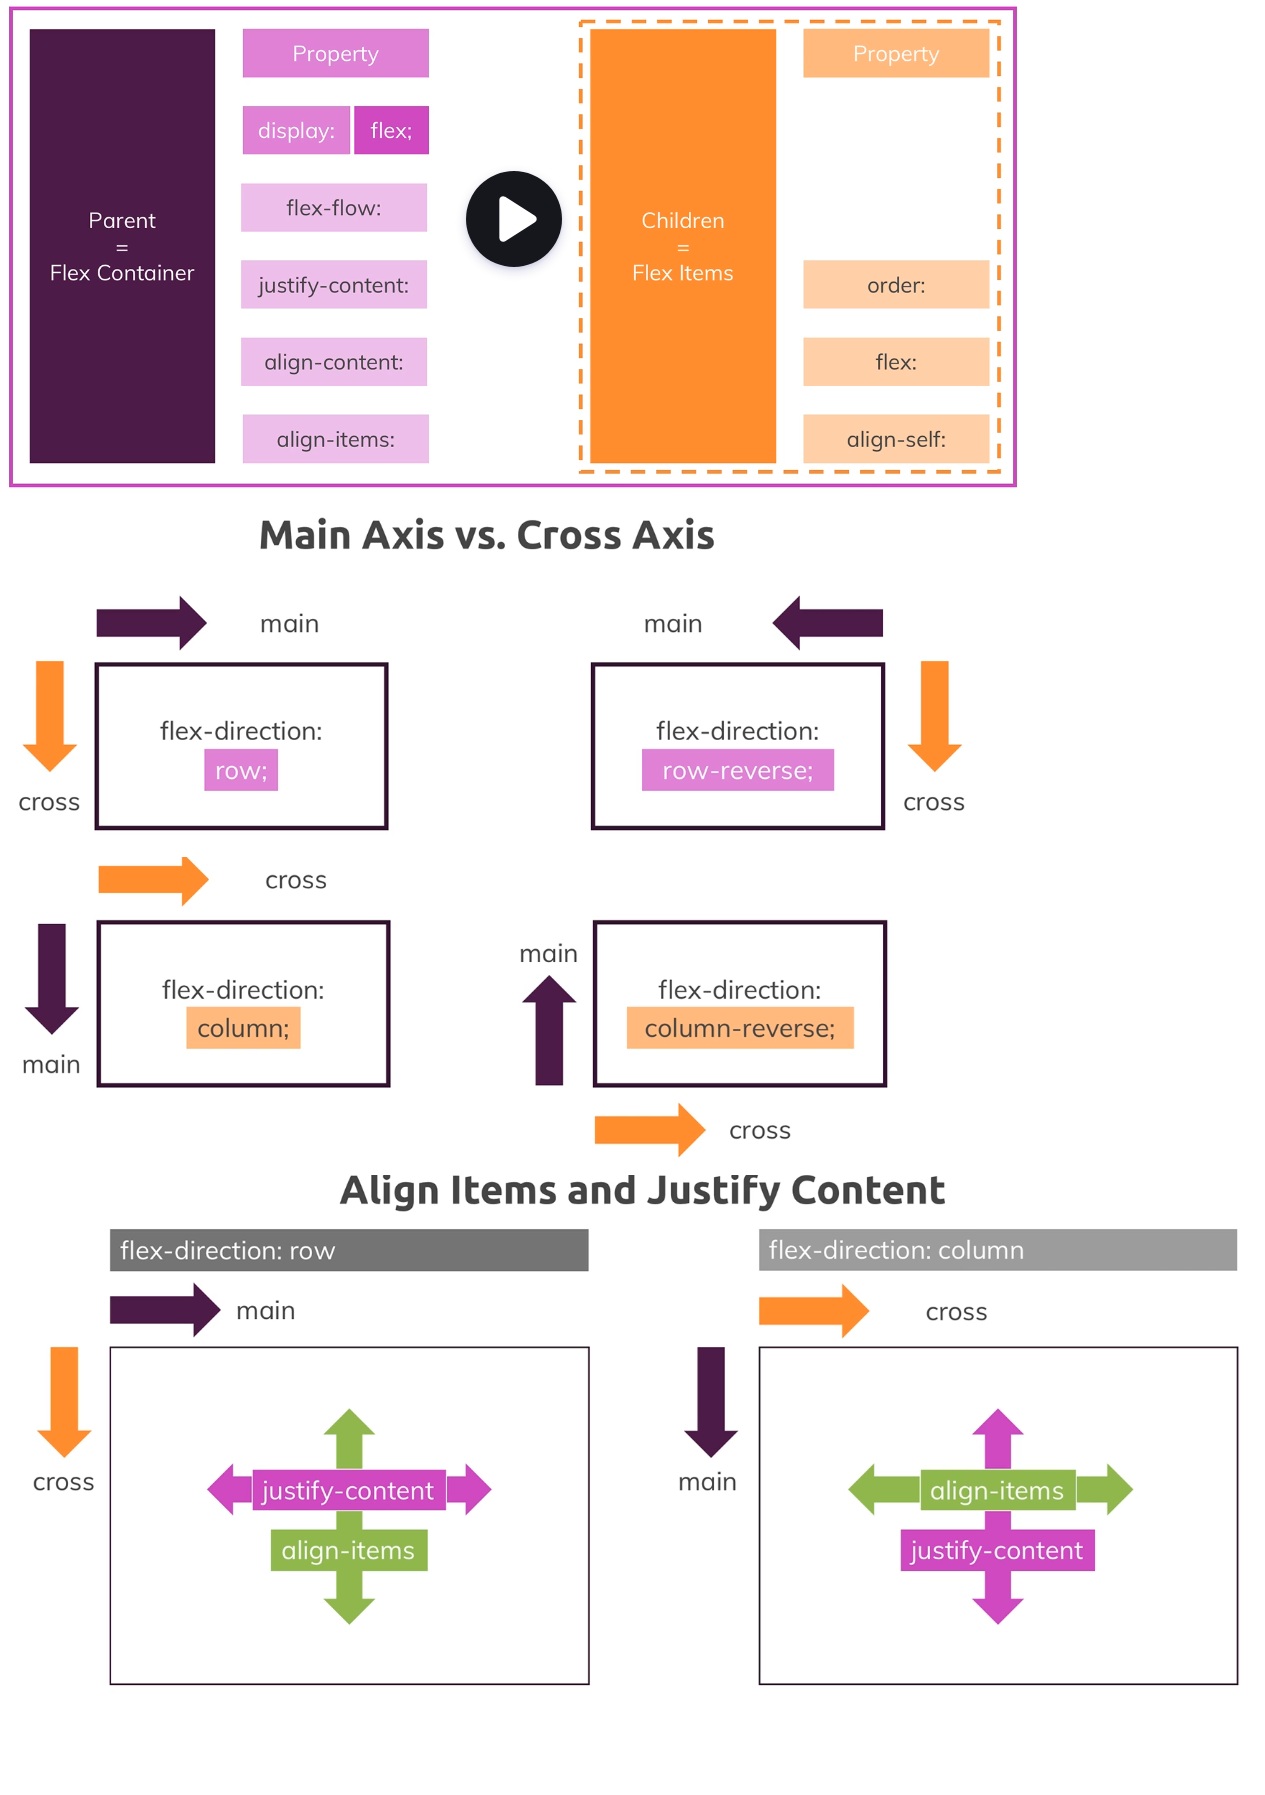 Property
display: flex;
flex-flow:
justify-content:
align-content:
align-items:
Parent
=
Flex Container
Children
=
Flex Items
Property
order:
flex:
align-self:
Main Axis vs. Cross Axis
main
cross
flex-direction:
row;
main
cross
flex-direction:
row-reverse;
cross
main
flex-direction:
column;
main
flex-direction:
column-reverse;
cross
Align Items and Justify Content
flex-direction: row
main
cross
justify-content
align-items
flex-direction: column
cross
main
align-items
justify-content